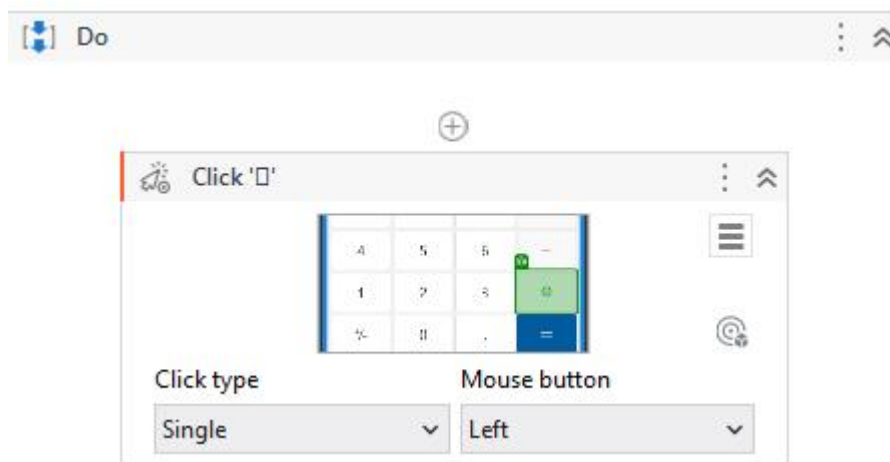 Do
Click '▯'
4 5 6 −
1 2 3
0 .
=
Click type Mouse button
Single Left